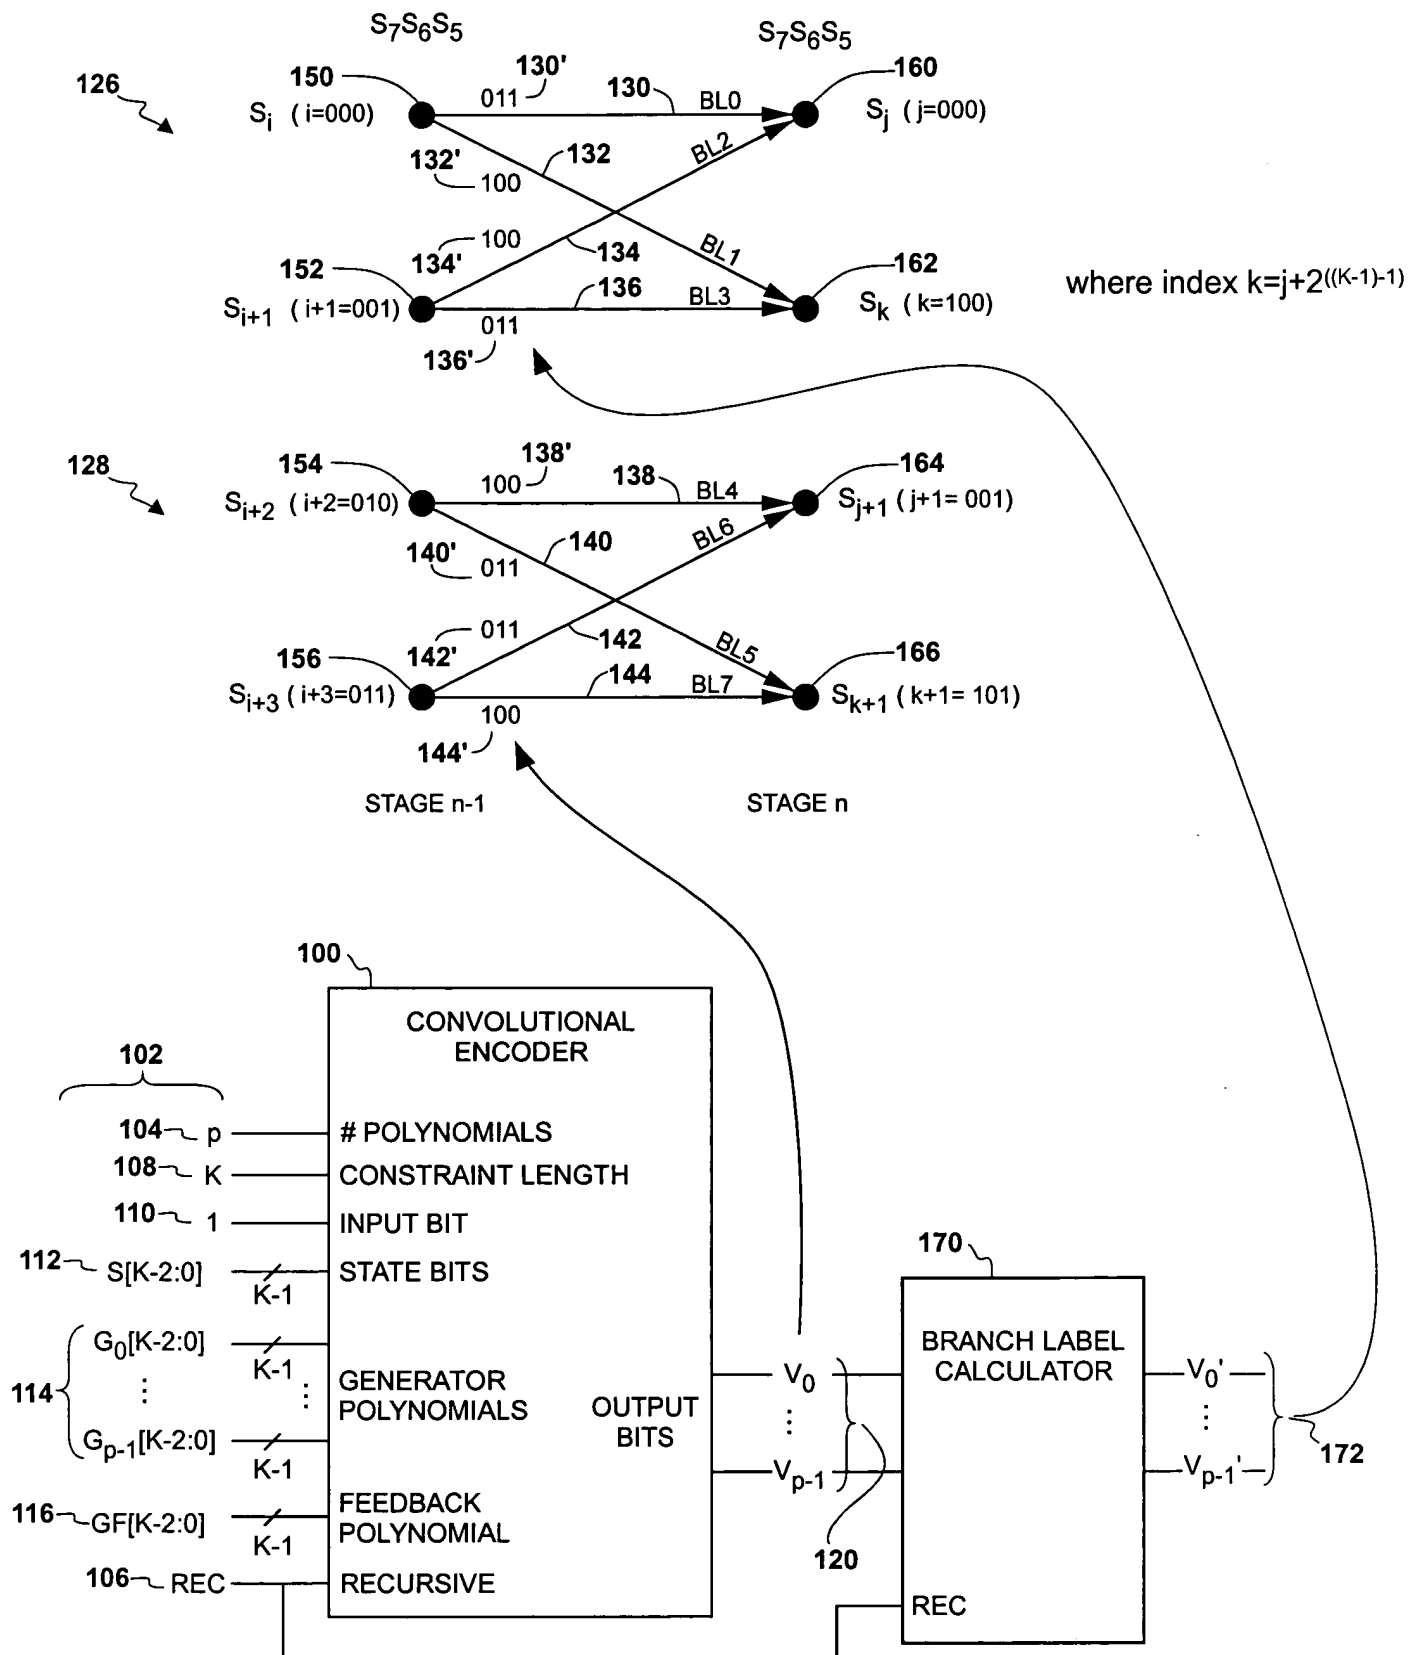 S7S6S5
S7S6S5
126
150
130'
130
160
Si ( i=000)
011
BL0
Sj ( j=000)
132'
132
BL2
100
134'
100
134
BL1
152
136
162
Si+1 ( i+1=001)
BL3
Sk ( k=100)
where index k=j+2((K-1)-1)
011
136'
128
154
138'
138
164
Si+2 ( i+2=010)
100
BL4
Sj+1 ( j+1= 001)
140'
140
BL6
011
142'
011
142
BL5
156
144
166
Si+3 ( i+3=011)
BL7
Sk+1 ( k+1= 101)
100
144'
STAGE n-1
STAGE n
100
CONVOLUTIONAL
ENCODER
102
104 p
# POLYNOMIALS
108 K
CONSTRAINT LENGTH
110 1
INPUT BIT
112 S[K-2:0]
K-1
STATE BITS
114
G0[K-2:0]
K-1
⋮
⋮
GENERATOR
POLYNOMIALS
Gp-1[K-2:0]
K-1
OUTPUT
BITS
116 GF[K-2:0]
K-1
FEEDBACK
POLYNOMIAL
106 REC
RECURSIVE
V0
⋮
Vp-1
120
170
BRANCH LABEL
CALCULATOR
REC
V0'
⋮
Vp-1'
172